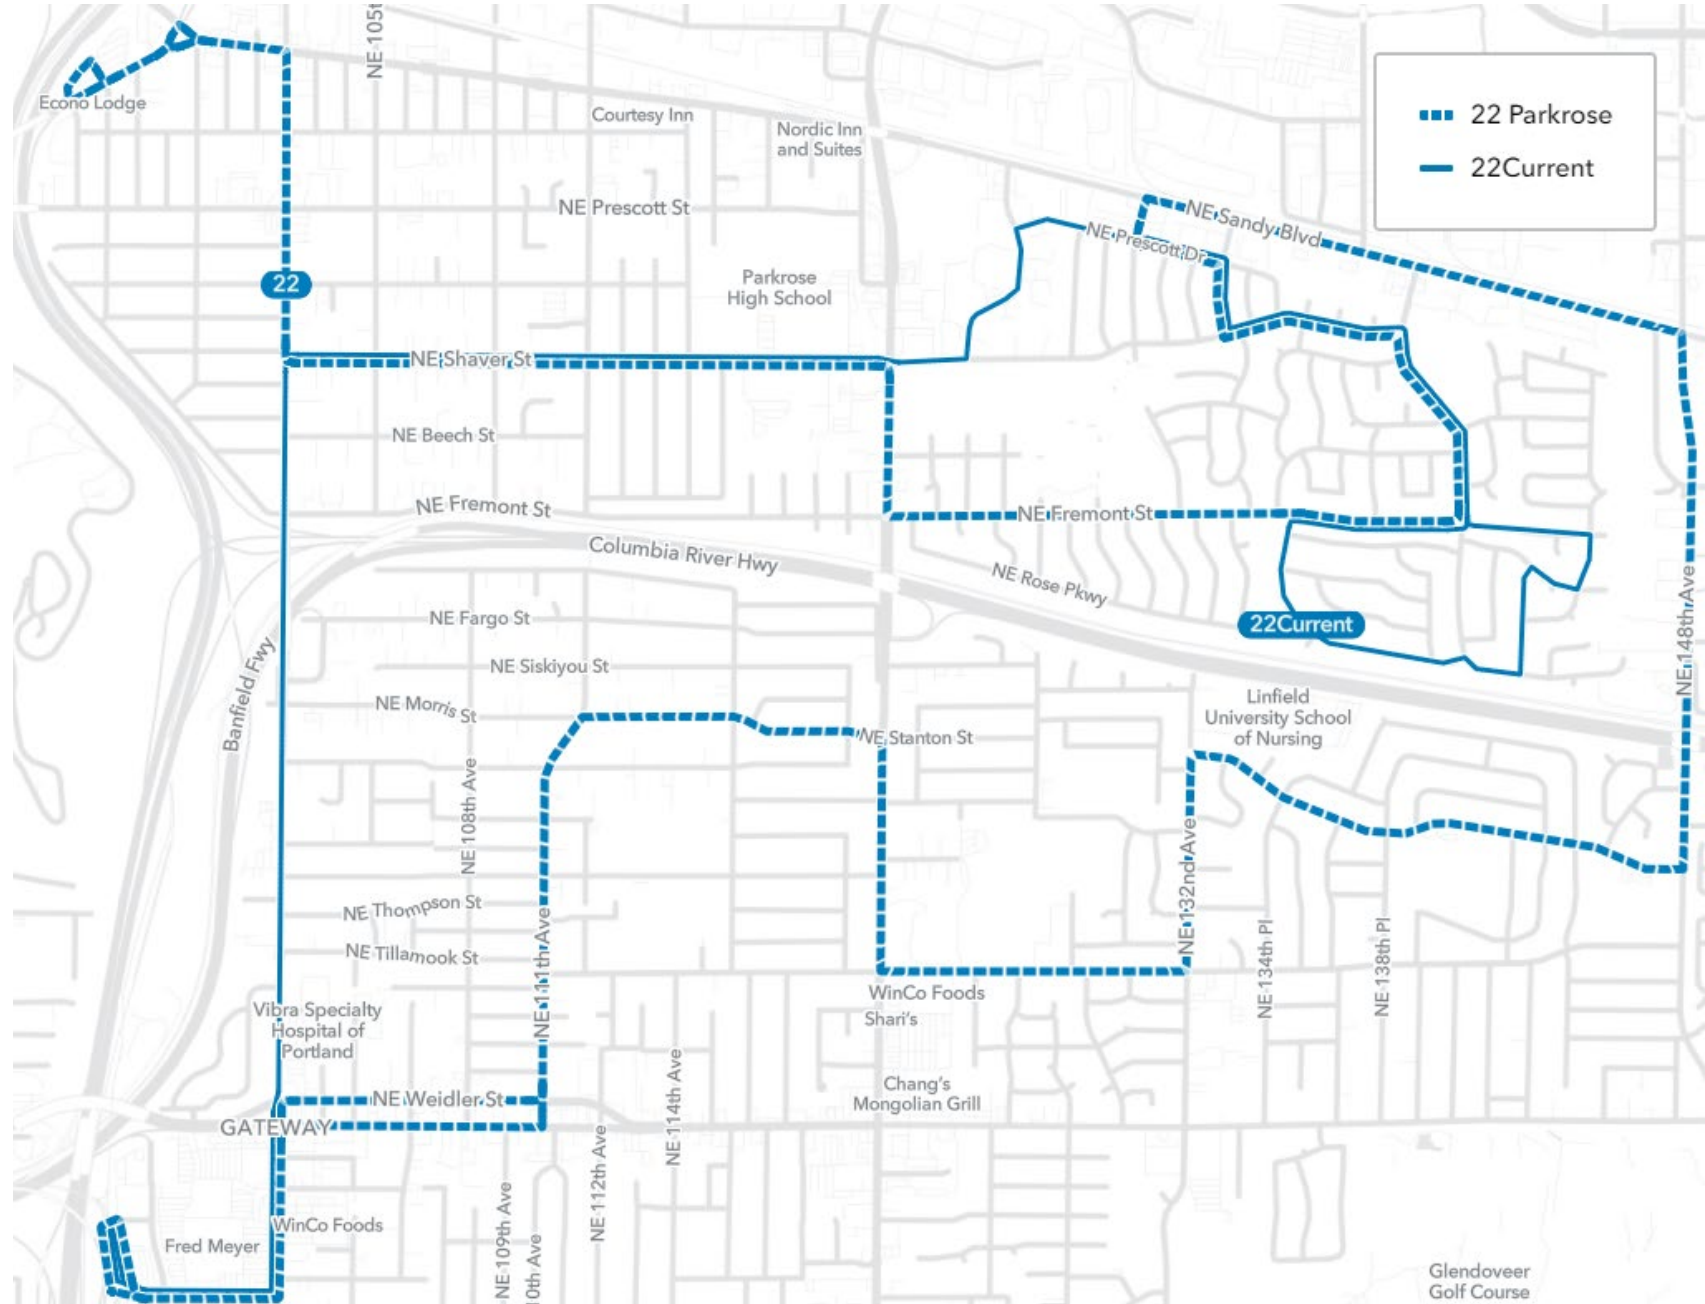 NE 105t
22 Parkrose
22Current
Econo Lodge
Courtesy Inn
Nordic Inn
and Suites
NE Prescott St
NE Sandy Blvd
NE Prescott Dr
22
Parkrose
High School
NE Shaver St
NE Beech St
NE Fremont St
NE Fremont St
Columbia River Hwy
NE Rose Pkwy
NE 148th Ave
NE Fargo St
22Current
Banfield Fwy
NE Siskiyou St
NE Morris St
Linfield
University School
of Nursing
NE Stanton St
NE 108th Ave
NE 132nd Ave
NE Thompson St
NE Tillamook St
NE 111th Ave
NE 134th Pl
NE 138th Pl
WinCo Foods
Shari's
Vibra Specialty
Hospital of
Portland
NE Weidler St
Chang's
Mongolian Grill
GATEWAY
NE 114th Ave
NE 112th Ave
NE 109th Ave
10th Ave
WinCo Foods
Fred Meyer
Glendoveer
Golf Course